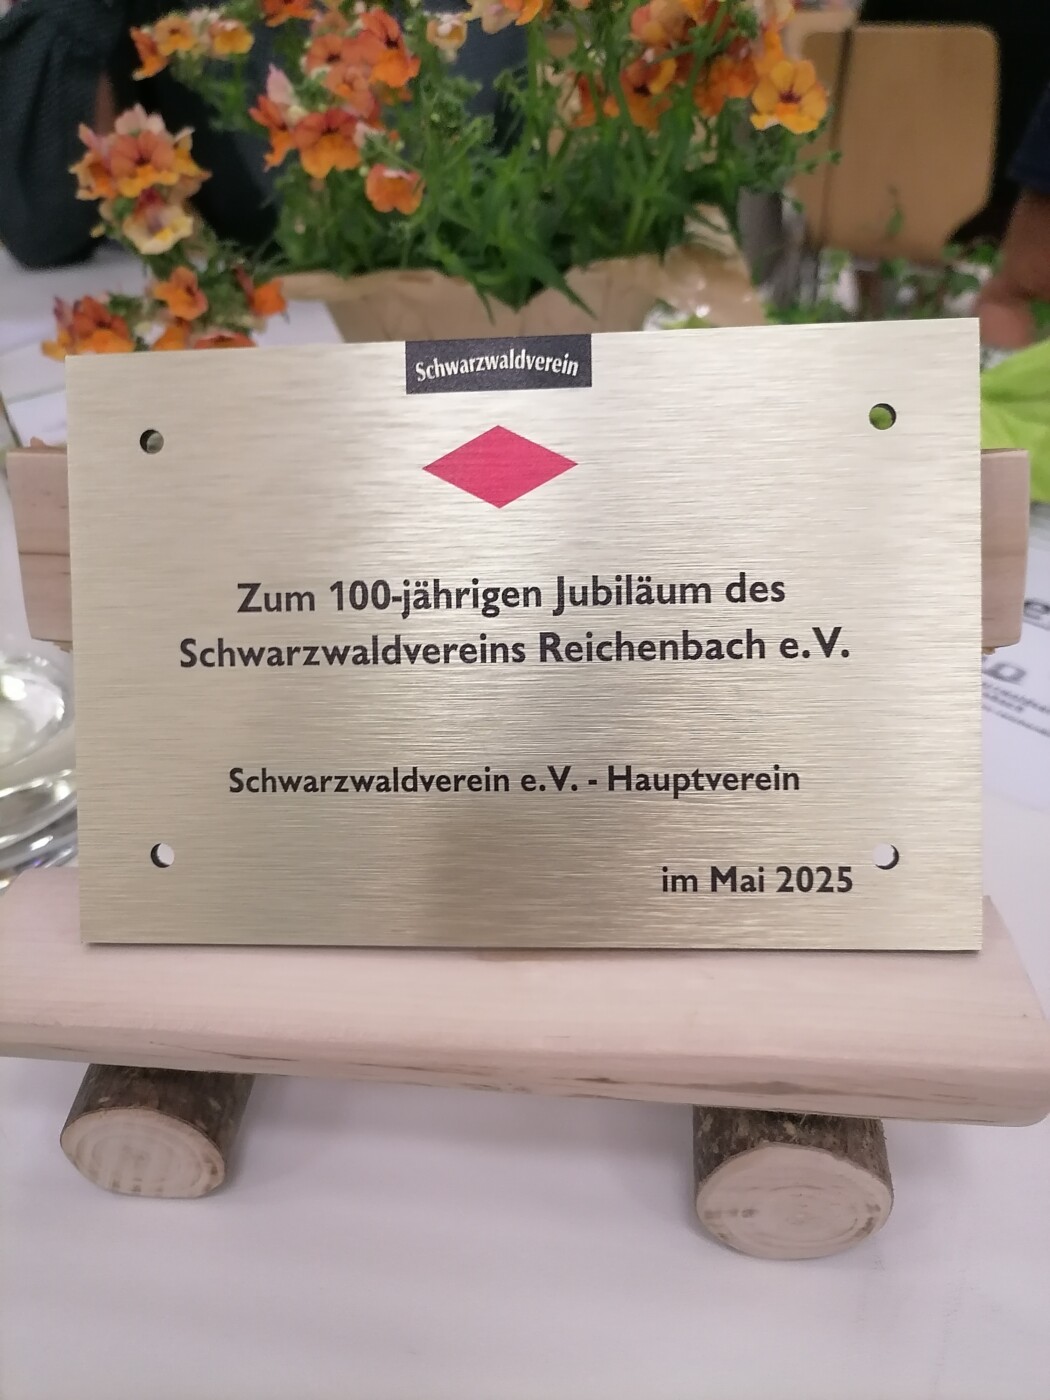 Schwarzwaldverein
Zum 100-jährigen Jubiläum des
Schwarzwaldvereins Reichenbach e.V.
Schwarzwaldverein e.V. - Hauptverein
im Mai 2025